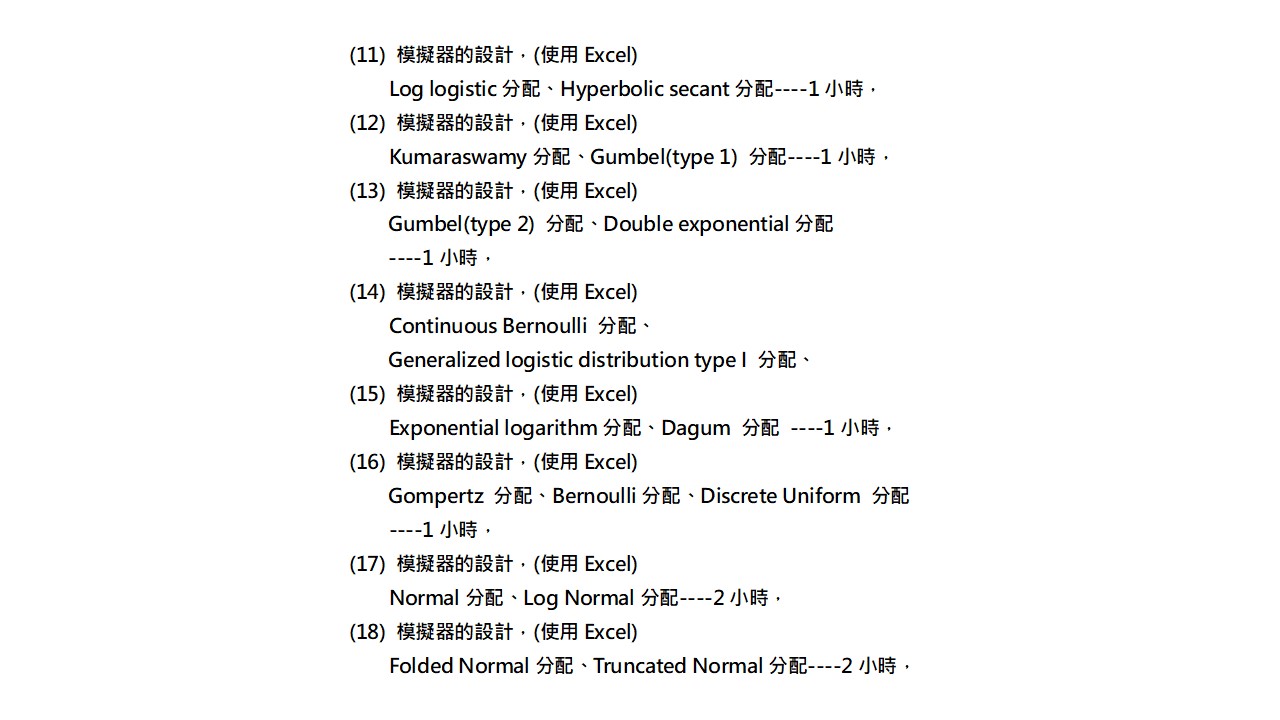 (11) 模擬器的設計，(使用 Excel)
Log logistic 分配、Hyperbolic secant 分配----1 小時，
(12) 模擬器的設計，(使用 Excel)
Kumaraswamy 分配、Gumbel(type 1) 分配----1 小時，
(13) 模擬器的設計，(使用 Excel)
Gumbel(type 2) 分配、Double exponential 分配
----1 小時，
(14) 模擬器的設計，(使用 Excel)
Continuous Bernoulli 分配、
Generalized logistic distribution type I 分配、
(15) 模擬器的設計，(使用 Excel)
Exponential logarithm 分配、Dagum 分配 ----1 小時，
(16) 模擬器的設計，(使用 Excel)
Gompertz 分配、Bernoulli 分配、Discrete Uniform 分配
----1 小時，
(17) 模擬器的設計，(使用 Excel)
Normal 分配、Log Normal 分配----2 小時，
(18) 模擬器的設計，(使用 Excel)
Folded Normal 分配、Truncated Normal 分配----2 小時，